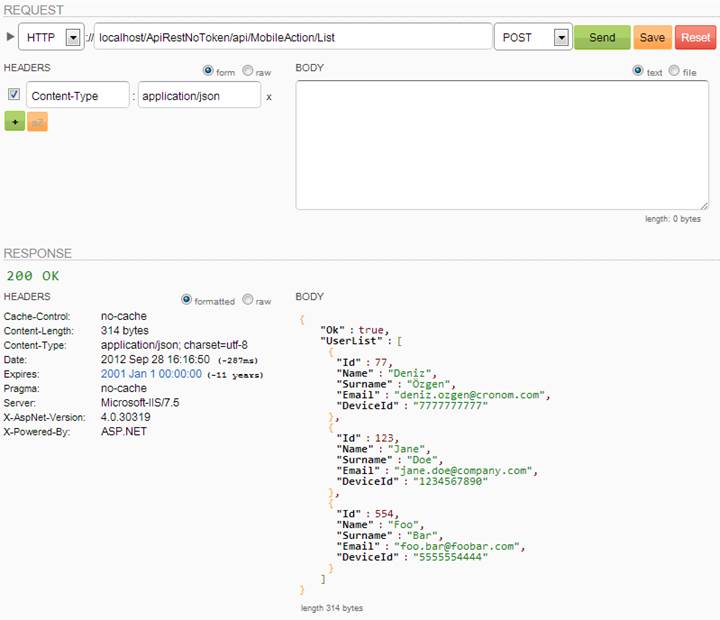 REQUEST
HTTP :// localhost/ApiRestNoToken/api/MobileAction/List POST Send Save Reset
HEADERS form raw
Content-Type : application/json x
+
BODY text file
length: 0 bytes
RESPONSE
200 OK
HEADERS formatted raw
Cache-Control: no-cache
Content-Length: 314 bytes
Content-Type: application/json; charset=utf-8
Date: 2012 Sep 28 16:16:50 (-287ms)
Expires: 2001 Jan 1 00:00:00 (-11 years)
Pragma: no-cache
Server: Microsoft-IIS/7.5
X-AspNet-Version: 4.0.30319
X-Powered-By: ASP.NET
BODY
{
"Ok" : true,
"UserList" : [
{
"Id" : 77,
"Name" : "Deniz",
"Surname" : "Özgen",
"Email" : "deniz.ozgen@cronom.com",
"DeviceId" : "7777777777"
},
{
"Id" : 123,
"Name" : "Jane",
"Surname" : "Doe",
"Email" : "jane.doe@company.com",
"DeviceId" : "1234567890"
},
{
"Id" : 554,
"Name" : "Foo",
"Surname" : "Bar",
"Email" : "foo.bar@foobar.com",
"DeviceId" : "5555554444"
}
]
}
length 314 bytes